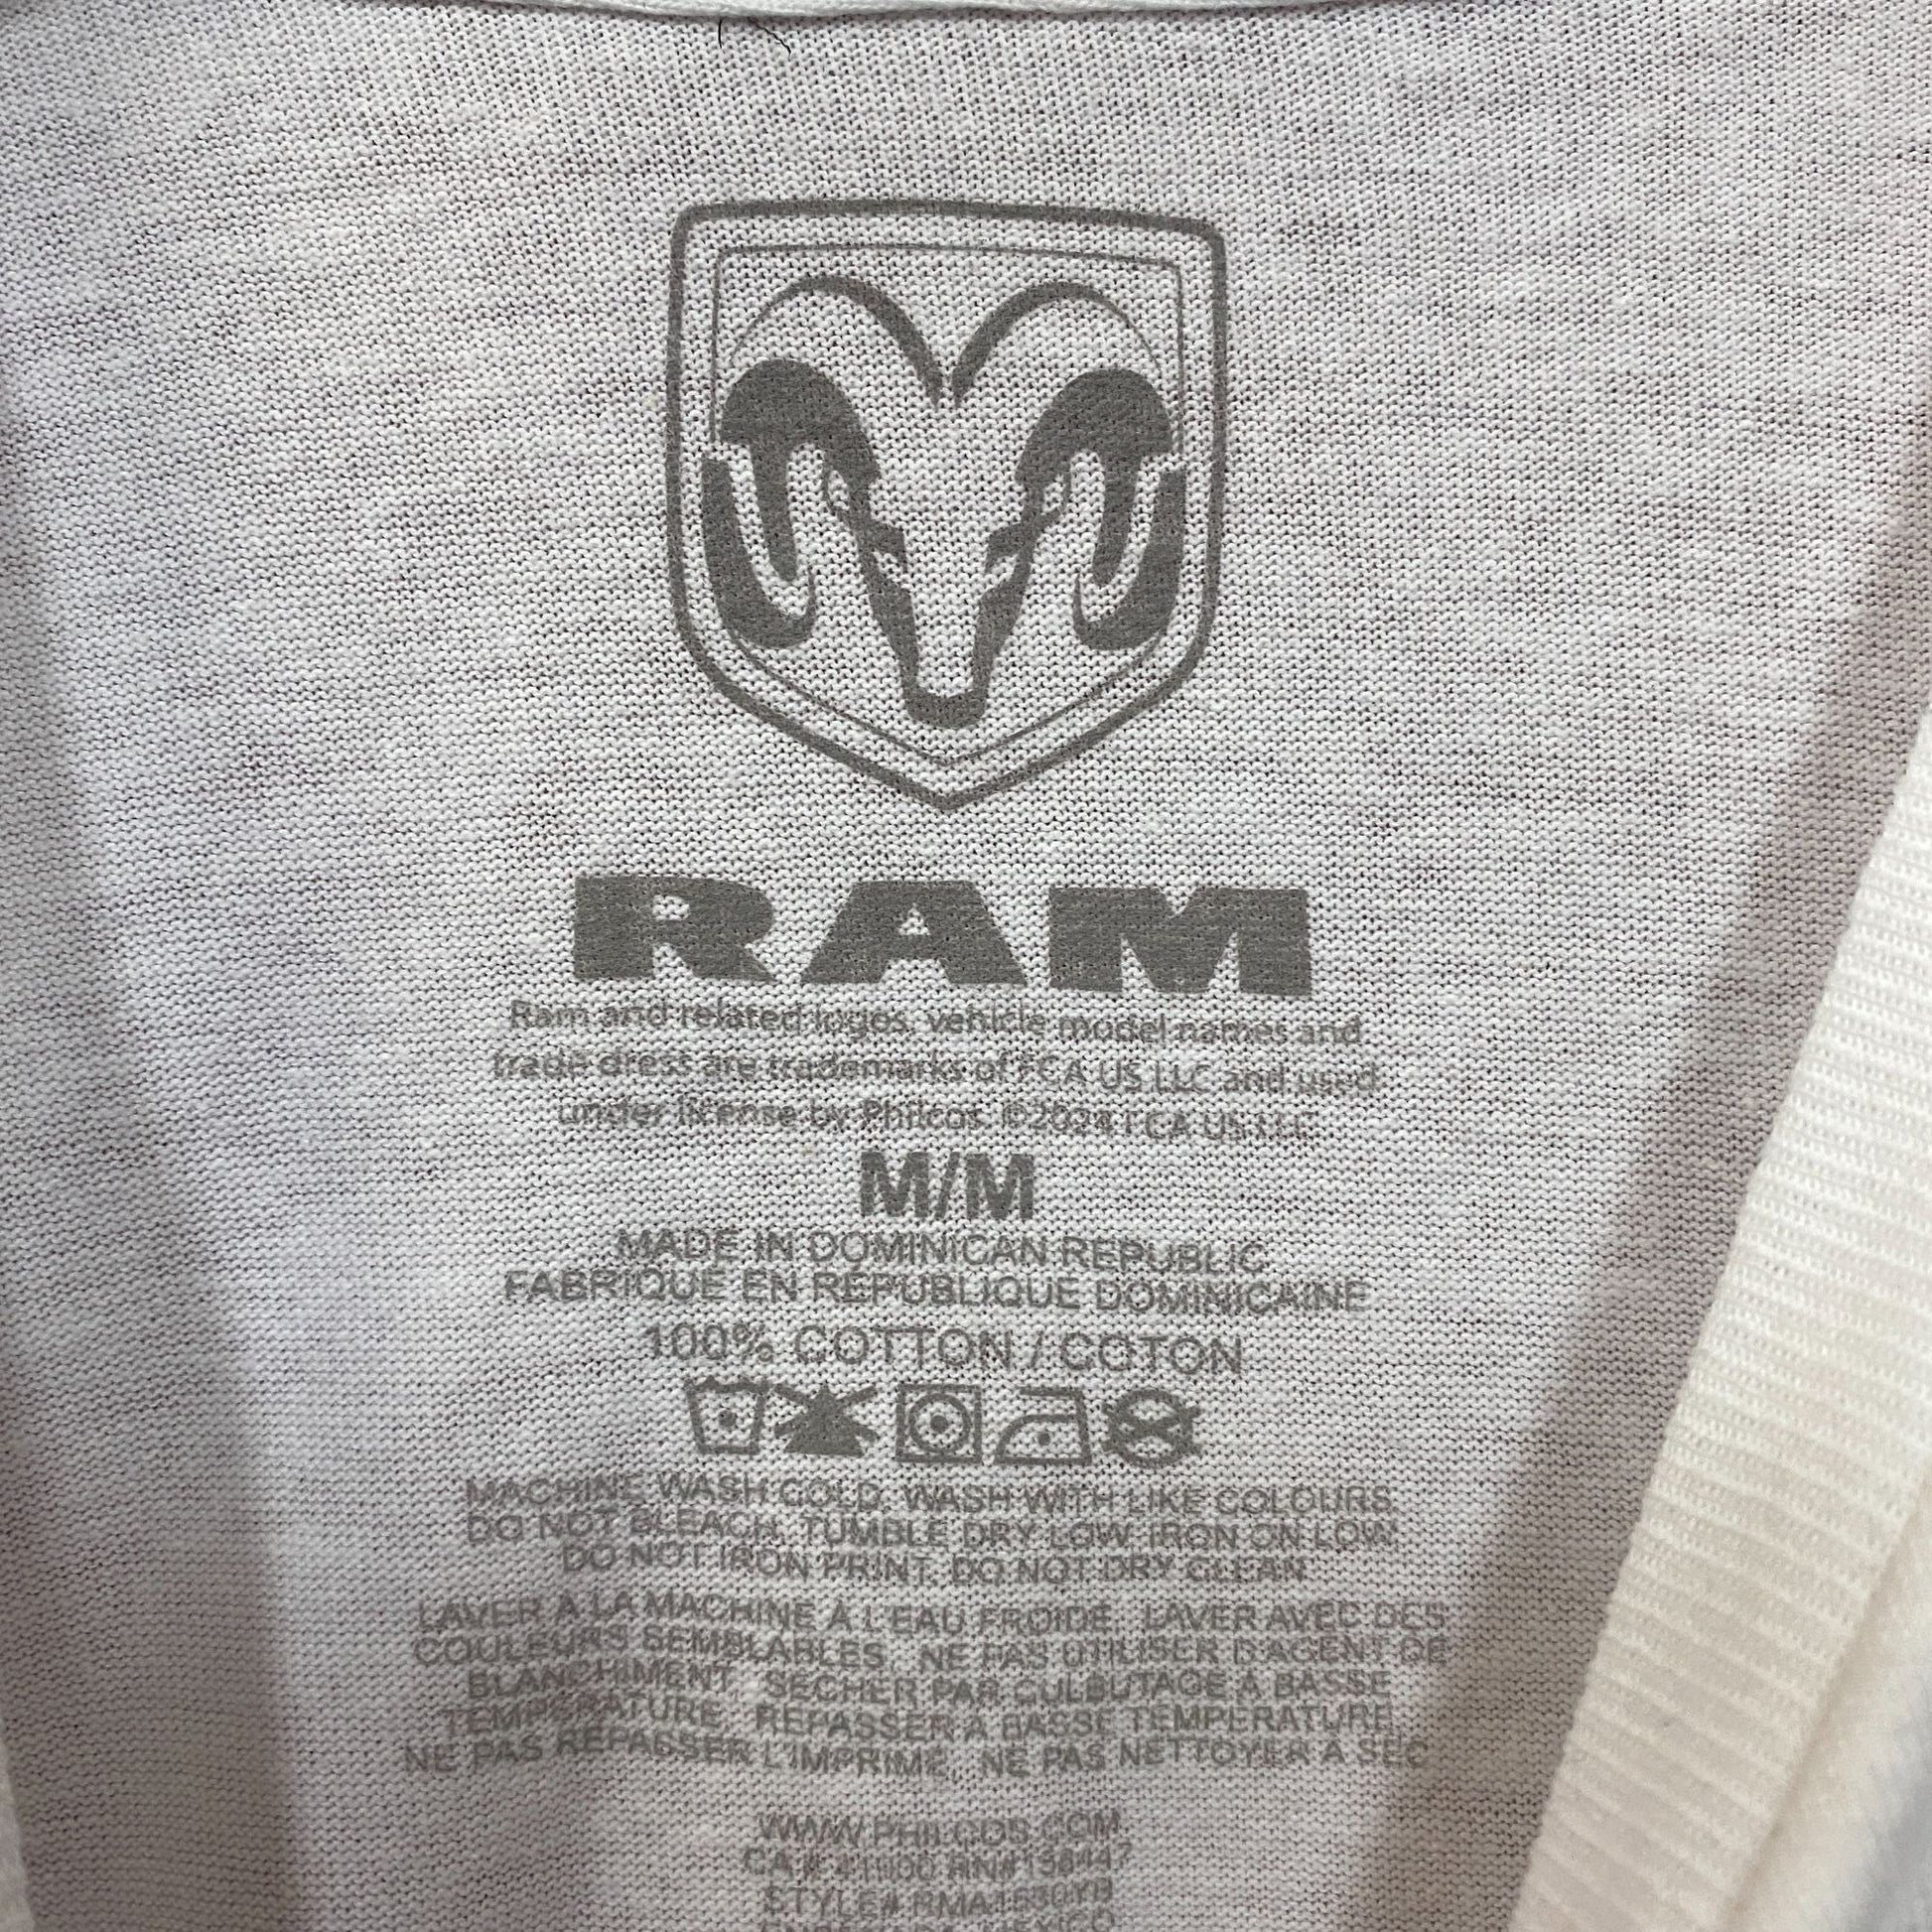 RAM
Ram and related logos, vehicle model names and
trade dress are trademarks of FCA US LLC and used
under license by Philcos. ©2024 FCA US LLC.
M/M
MADE IN DOMINICAN REPUBLIC
FABRIQUÉ EN RÉPUBLIQUE DOMINICAINE
100% COTTON / COTON
MACHINE WASH COLD. WASH WITH LIKE COLOURS.
DO NOT BLEACH. TUMBLE DRY LOW. IRON ON LOW.
DO NOT IRON PRINT. DO NOT DRY CLEAN
LAVER A LA MACHINE À L'EAU FROIDE. LAVER AVEC DES
COULEURS SEMBLABLES. NE PAS UTILISER D'AGENT DE
BLANCHIMENT. SÉCHER PAR CULBUTAGE À BASSE
TEMPÉRATURE. REPASSER À BASSE TEMPÉRATURE.
NE PAS REPASSER L'IMPRIMÉ. NE PAS NETTOYER À SEC
WWW.PHILCOS.COM
CA# RN#
STYLE#
MEXICO